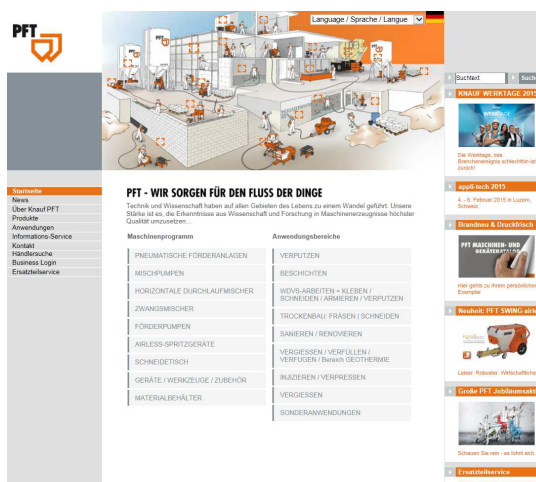 PFT
Language / Sprache / Langue
Startseite
News
Über Knauf PFT
Produkte
Anwendungen
Informations-Service
Kontakt
Händlersuche
Business Login
Ersatzteilservice
PFT - WIR SORGEN FÜR DEN FLUSS DER DINGE
Technik und Wissenschaft haben auf allen Gebieten des Lebens zu einem Wandel geführt. Unsere
Stärke ist es, die Erkenntnisse aus Wissenschaft und Forschung in Maschinenerzeugnisse höchster
Qualität umzusetzen...
Maschinenprogramm
PNEUMATISCHE FÖRDERANLAGEN
MISCHPUMPEN
HORIZONTALE DURCHLAUFMISCHER
ZWANGSMISCHER
FÖRDERPUMPEN
AIRLESS-SPRITZGERÄTE
SCHNEIDETISCH
GERÄTE / WERKZEUGE / ZUBEHÖR
MATERIALBEHÄLTER
Anwendungsbereiche
VERPUTZEN
BESCHICHTEN
WDVS-ARBEITEN = KLEBEN /
SCHNEIDEN / ARMIEREN / VERPUTZEN
TROCKENBAU: FRÄSEN | SCHNEIDEN
SANIEREN / RENOVIEREN
VERGIESSEN / VERFÜLLEN /
VERFUGEN / Bereich GEOTHERMIE
INJIZIEREN / VERPRESSEN
VERGIESSEN
SONDERANWENDUNGEN
Suchtext
Such
KNAUF WERKTAGE 2015
WERKTAGE
Die Werktage, das
Branchenereignis schlechthin ist
zurück!
appli-tech 2015
4. - 6. Februar 2015 in Luzern,
Schweiz
Brandneu & Druckfrisch
PFT MASCHINEN- UND
Hier gehts zu Ihrem persönlichen
Exemplar
Neuheit: PFT SWING airle
Leiser. Robuster. Wirtschaftlicher
Große PFT Jubiläumsakt
Schauen Sie rein - es lohnt sich.
Ersatzteilservice